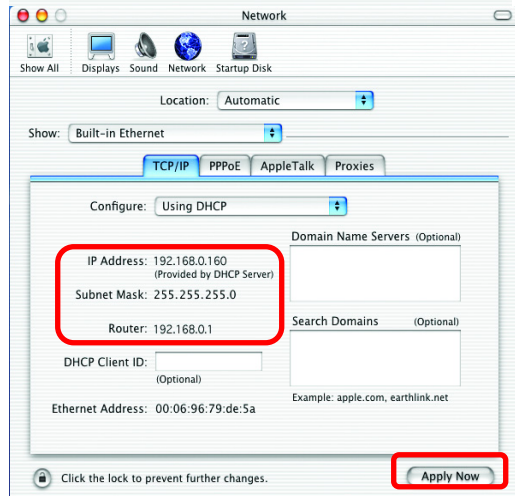 Network
Show All Displays Sound Network Startup Disk
Location: Automatic
Show: Built-in Ethernet
TCP/IP PPPoE AppleTalk Proxies
Configure: Using DHCP
Domain Name Servers (Optional)
IP Address: 192.168.0.160
(Provided by DHCP Server)
Subnet Mask: 255.255.255.0
Router: 192.168.0.1
Search Domains (Optional)
DHCP Client ID:
(Optional)
Example: apple.com, earthlink.net
Ethernet Address: 00:06:96:79:de:5a
Click the lock to prevent further changes.
Apply Now